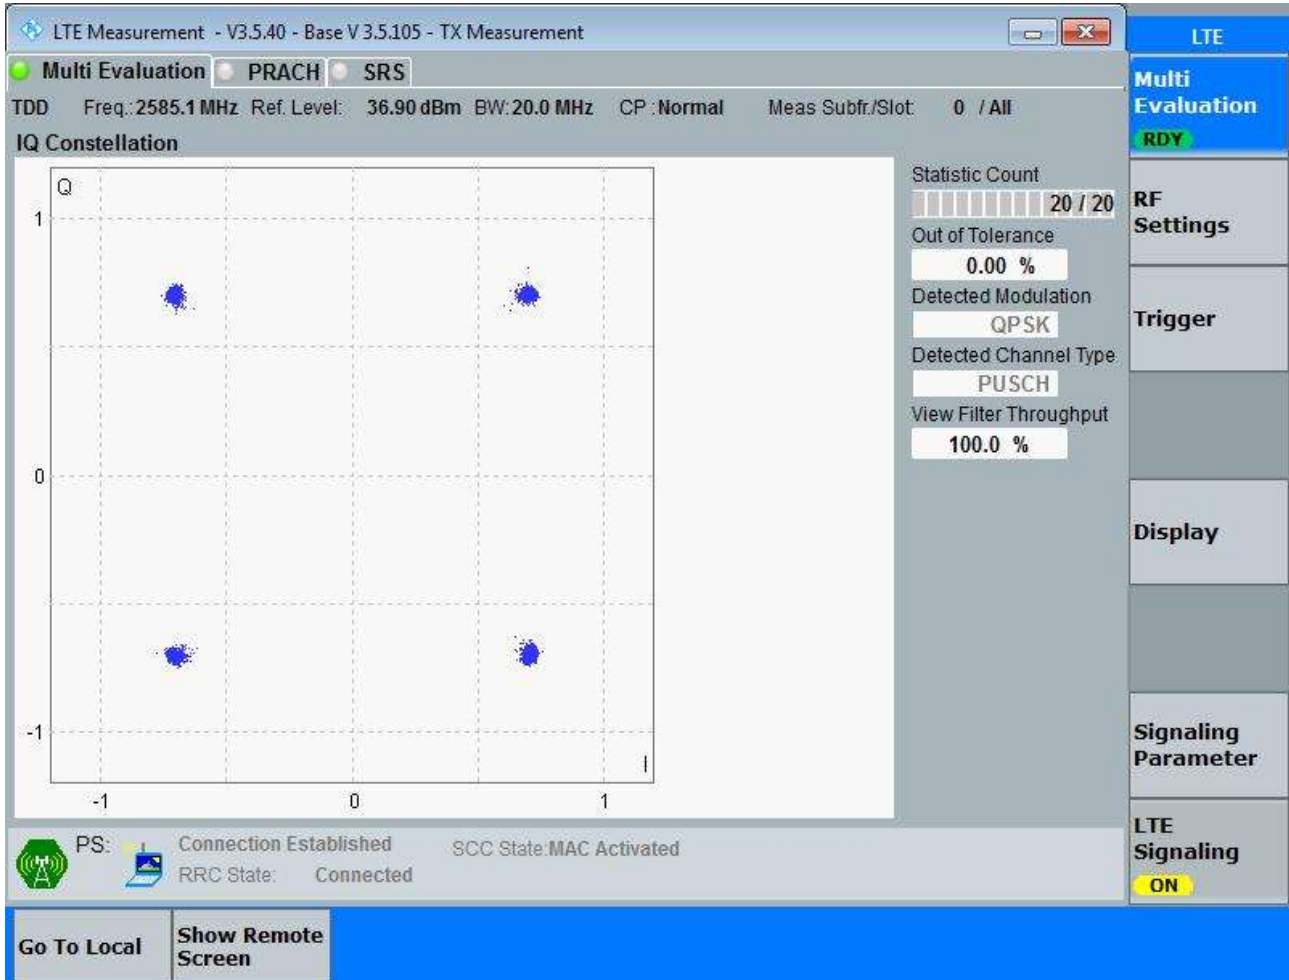 LTE Measurement - V3.5.40 - Base V 3.5.105 - TX Measurement
LTE
Multi Evaluation PRACH SRS
TDD Freq.: 2585.1 MHz Ref. Level: 36.90 dBm BW: 20.0 MHz CP : Normal Meas Subfr./Slot: 0 / All
IQ Constellation
Q
1
0
-1
-1 0 1
I
Statistic Count
20 / 20
Out of Tolerance
0.00 %
Detected Modulation
QPSK
Detected Channel Type
PUSCH
View Filter Throughput
100.0 %
Multi
Evaluation
RDY
RF
Settings
Trigger
Display
Signaling
Parameter
LTE
Signaling
ON
PS: Connection Established SCC State: MAC Activated
RRC State: Connected
Go To Local
Show Remote
Screen